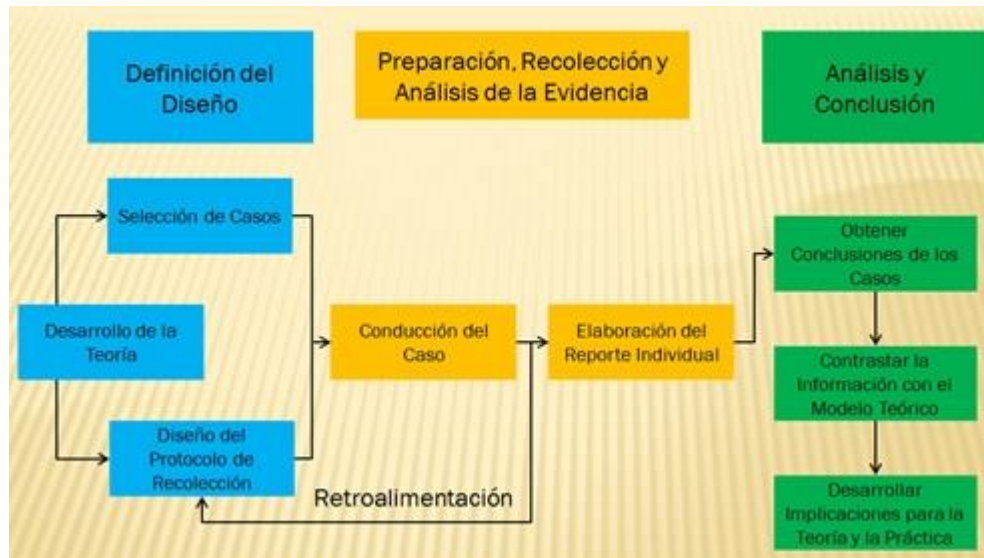 Definición del
Diseño
Preparación, Recolección y
Análisis de la Evidencia
Análisis y
Conclusión
Selección de Casos
Desarrollo de la
Teoría
Diseño del
Protocolo de
Recolección
Conducción del
Caso
Elaboración del
Reporte Individual
Retroalimentación
Obtener
Conclusiones de los
Casos
Contrastar la
Información con el
Modelo Teórico
Desarrollar
Implicaciones para la
Teoría y la Práctica